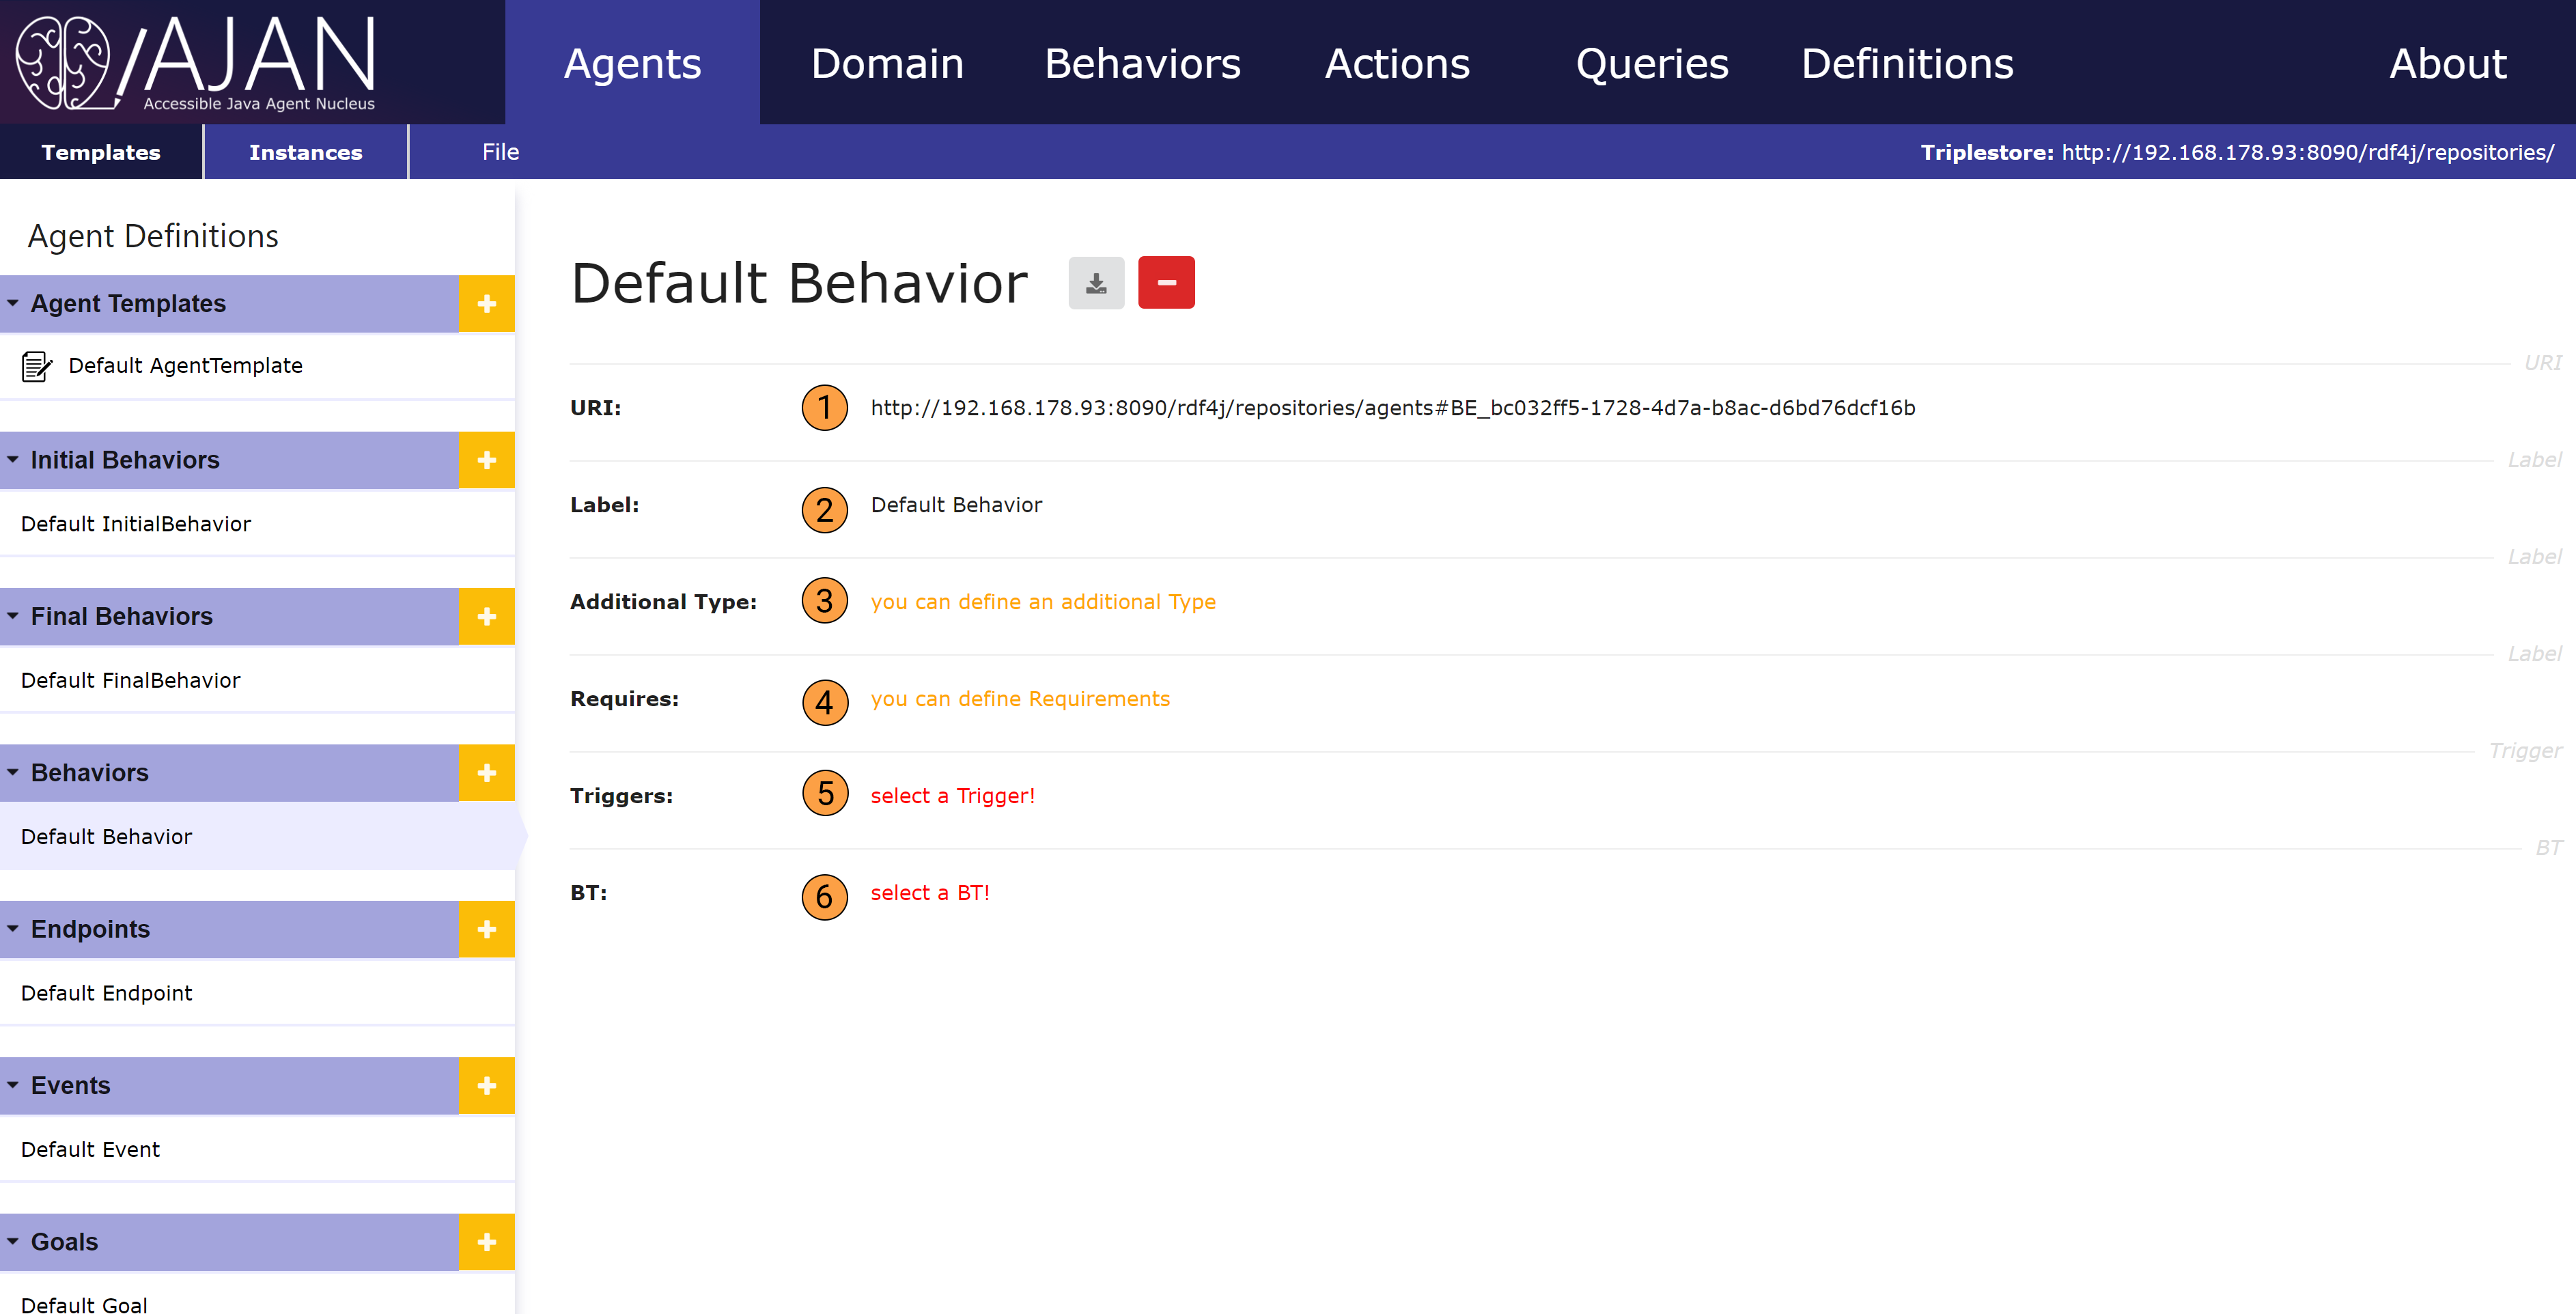 AJAN
Accessible Java Agent Nucleus
Agents Domain Behaviors Actions Queries Definitions About
Templates Instances File Triplestore: http://192.168.178.93:8090/rdf4j/repositories/
Agent Definitions
Agent Templates
Default AgentTemplate
Initial Behaviors
Default InitialBehavior
Final Behaviors
Default FinalBehavior
Behaviors
Default Behavior
Endpoints
Default Endpoint
Events
Default Event
Goals
Default Goal
Default Behavior
URI
URI: 1 http://192.168.178.93:8090/rdf4j/repositories/agents#BE_bc032ff5-1728-4d7a-b8ac-d6bd76dcf16b
Label
Label: 2 Default Behavior
Label
Additional Type: 3 you can define an additional Type
Label
Requires: 4 you can define Requirements
Trigger
Triggers: 5 select a Trigger!
BT
BT: 6 select a BT!